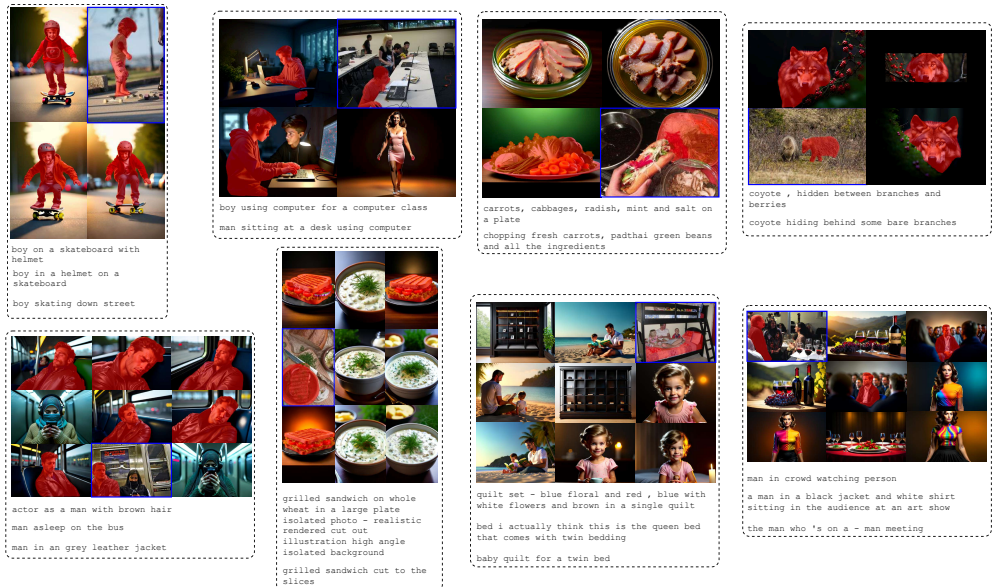 boy on a skateboard with
helmet
boy in a helmet on a
skateboard
boy skating down street
boy using computer for a computer class
man sitting at a desk using computer
carrots, cabbages, radish, mint and salt on
a plate
chopping fresh carrots, padthai green beans
and all the ingredients
coyote , hidden between branches and
berries
coyote hiding behind some bare branches
actor as a man with brown hair
man asleep on the bus
man in an grey leather jacket
grilled sandwich on whole
wheat in a large plate
isolated photo – realistic
rendered cut out
illustration high angle
isolated background
grilled sandwich cut to the
slices
quilt set - blue floral and red , blue with
white flowers and brown in a single quilt
bed i actually think this is the queen bed
that comes with twin bedding
baby quilt for a twin bed
man in crowd watching person
a man in a black jacket and white shirt
sitting in the audience at an art show
the man who 's on a - man meeting